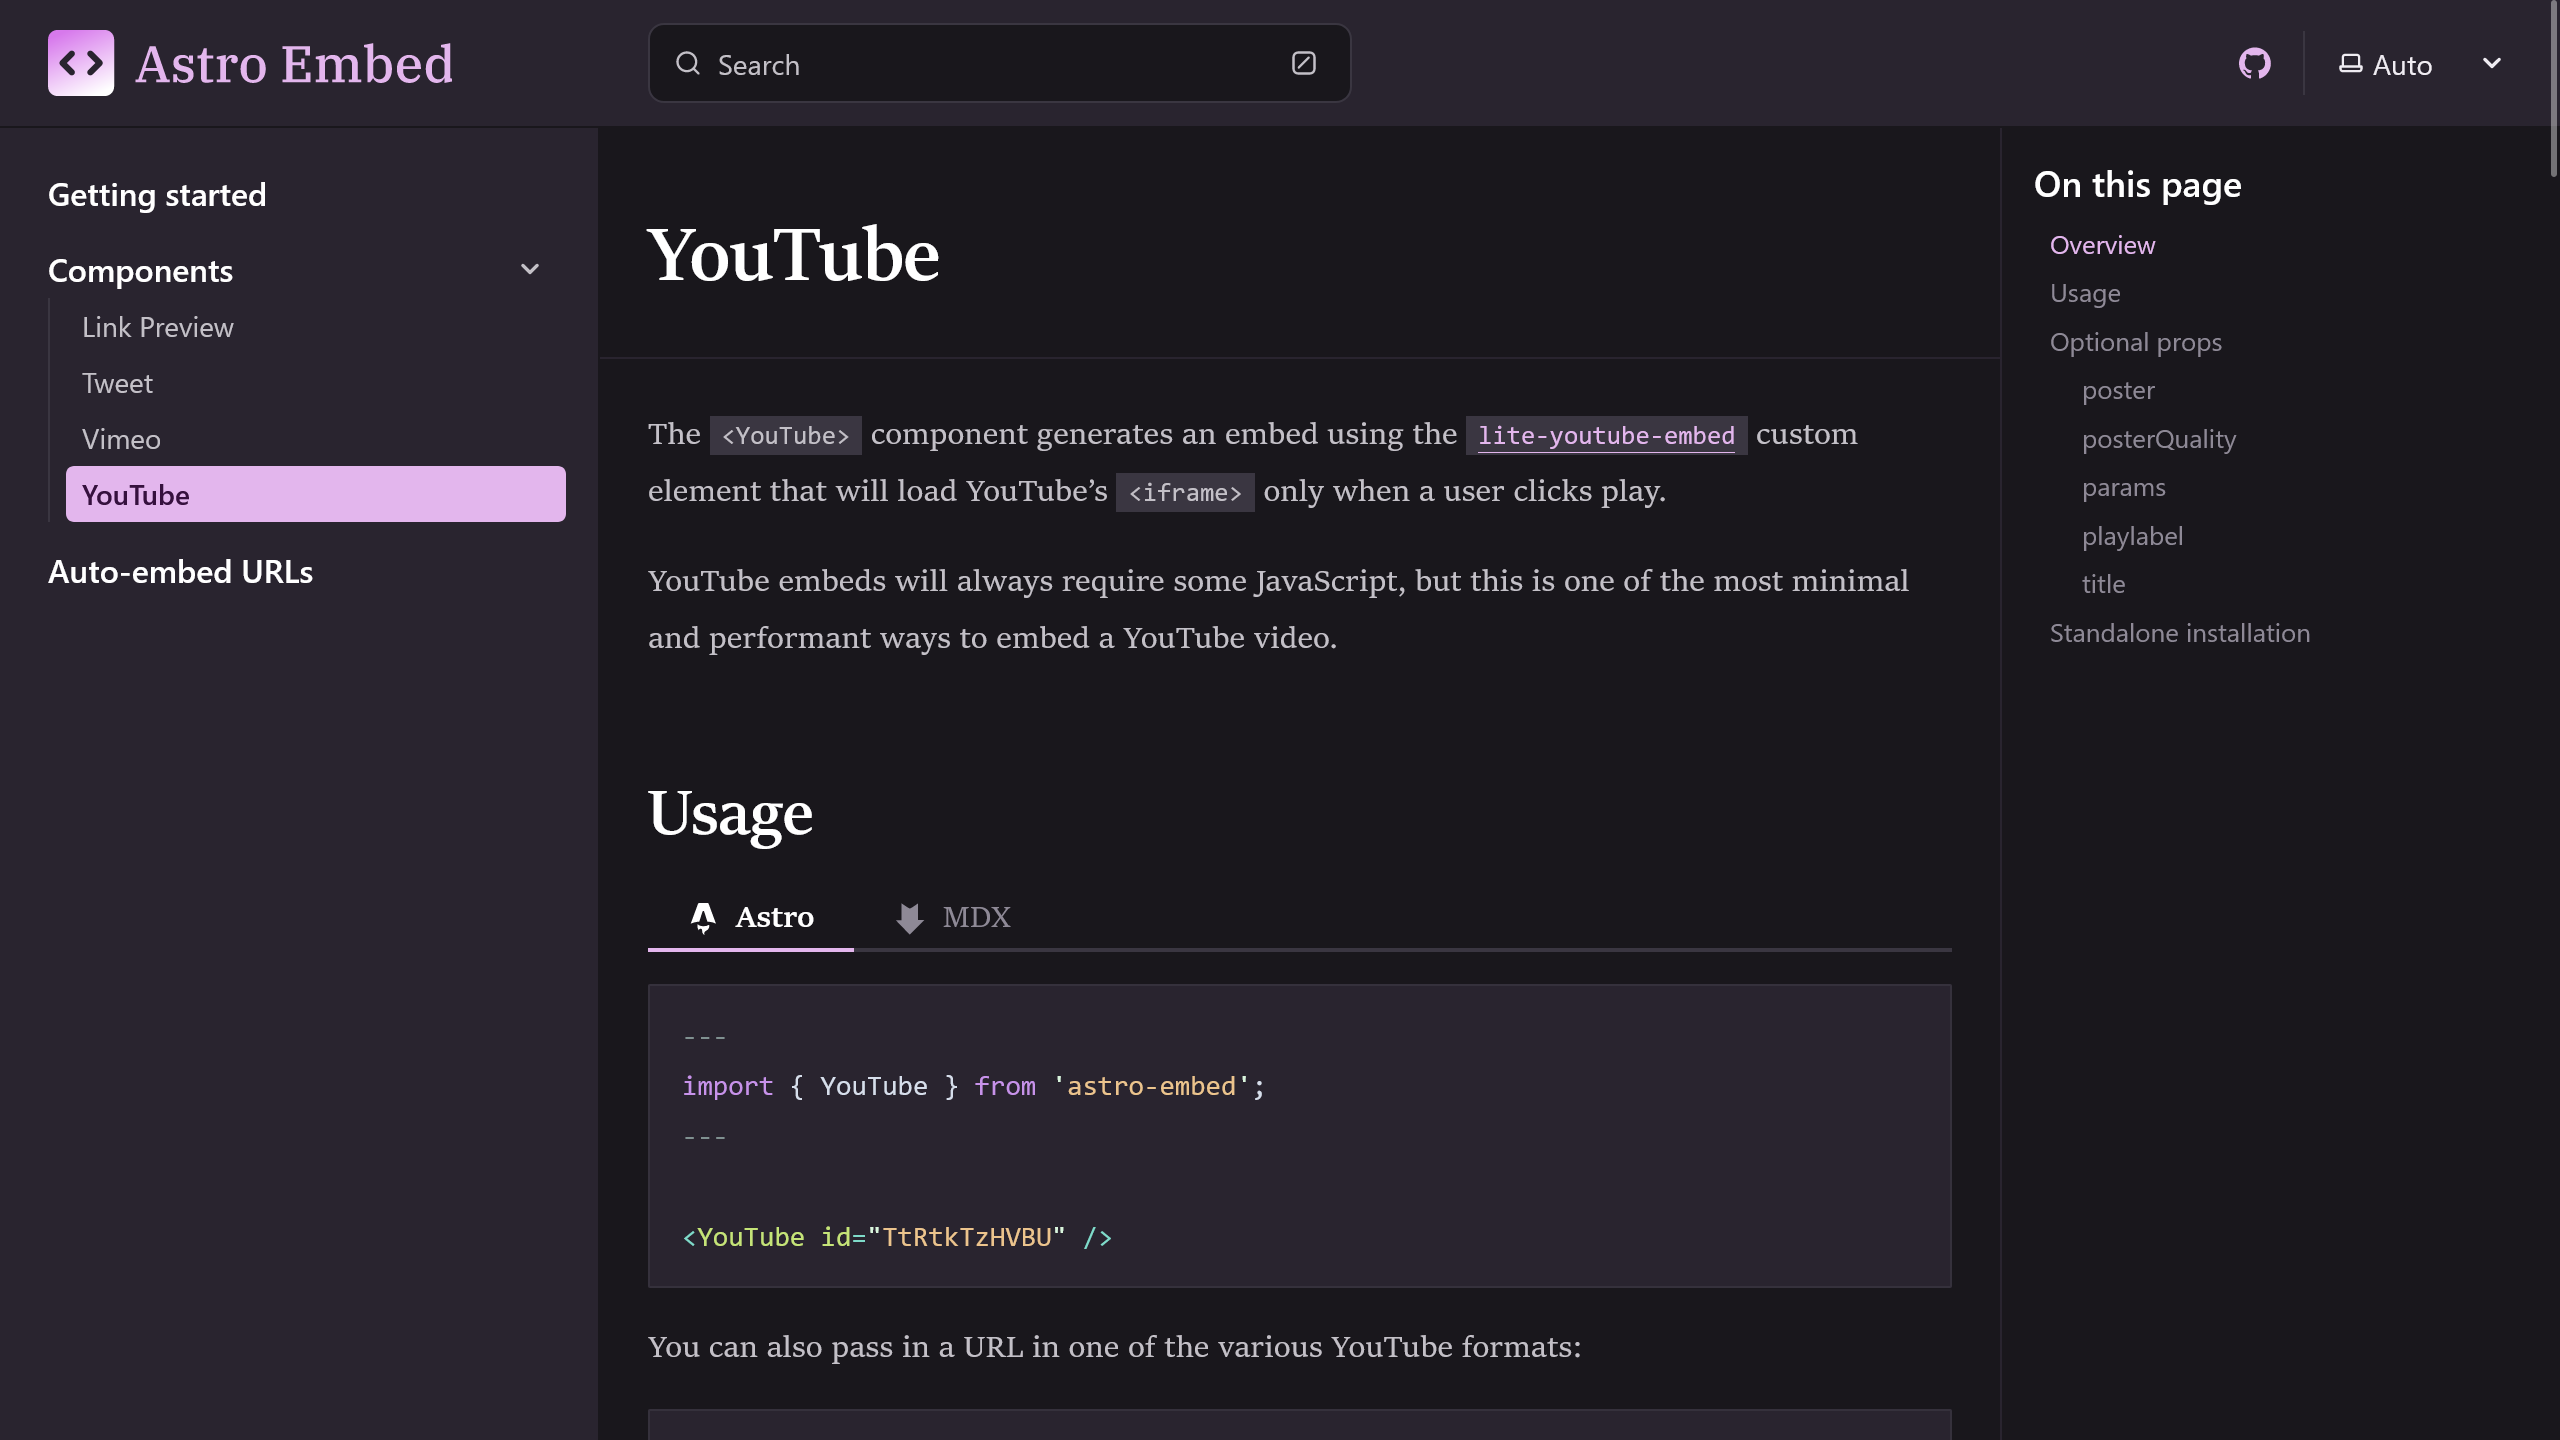 Astro Embed
Search
Auto
Getting started
Components
Link Preview
Tweet
Vimeo
YouTube
Auto-embed URLs
YouTube
The <YouTube> component generates an embed using the lite-youtube-embed custom
element that will load YouTube’s <iframe> only when a user clicks play.
YouTube embeds will always require some JavaScript, but this is one of the most minimal
and performant ways to embed a YouTube video.
Usage
Astro MDX
---
import { YouTube } from 'astro-embed';
---
<YouTube id="TtRtkTzHVBU" />
You can also pass in a URL in one of the various YouTube formats:
On this page
Overview
Usage
Optional props
poster
posterQuality
params
playlabel
title
Standalone installation